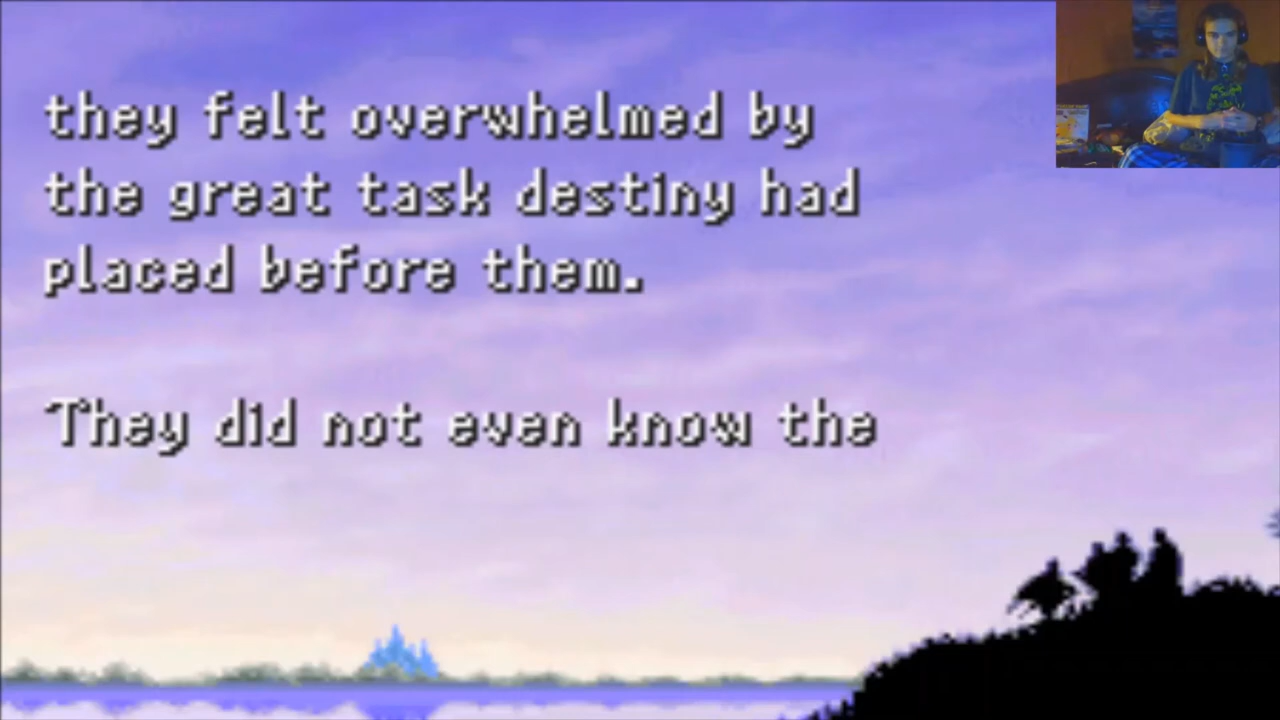 they felt overwhelmed by
the great task destiny had
placed before them.
They did not even know the